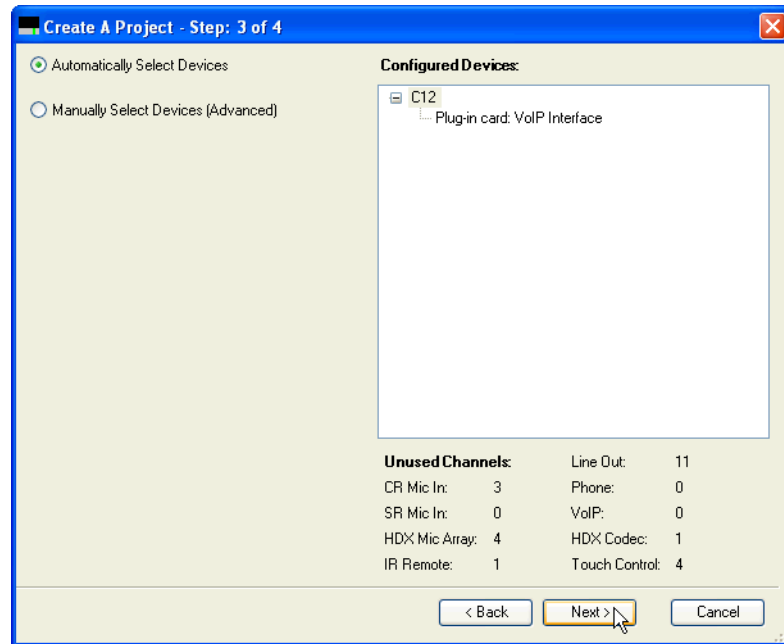 Create A Project - Step: 3 of 4
Automatically Select Devices
Manually Select Devices (Advanced)
Configured Devices:
C12
Plug-in card: VoIP Interface
Unused Channels:
Line Out: 11
CR Mic In: 3
Phone: 0
SR Mic In: 0
VoIP: 0
HDX Mic Array: 4
HDX Codec: 1
IR Remote: 1
Touch Control: 4
< Back
Next >
Cancel